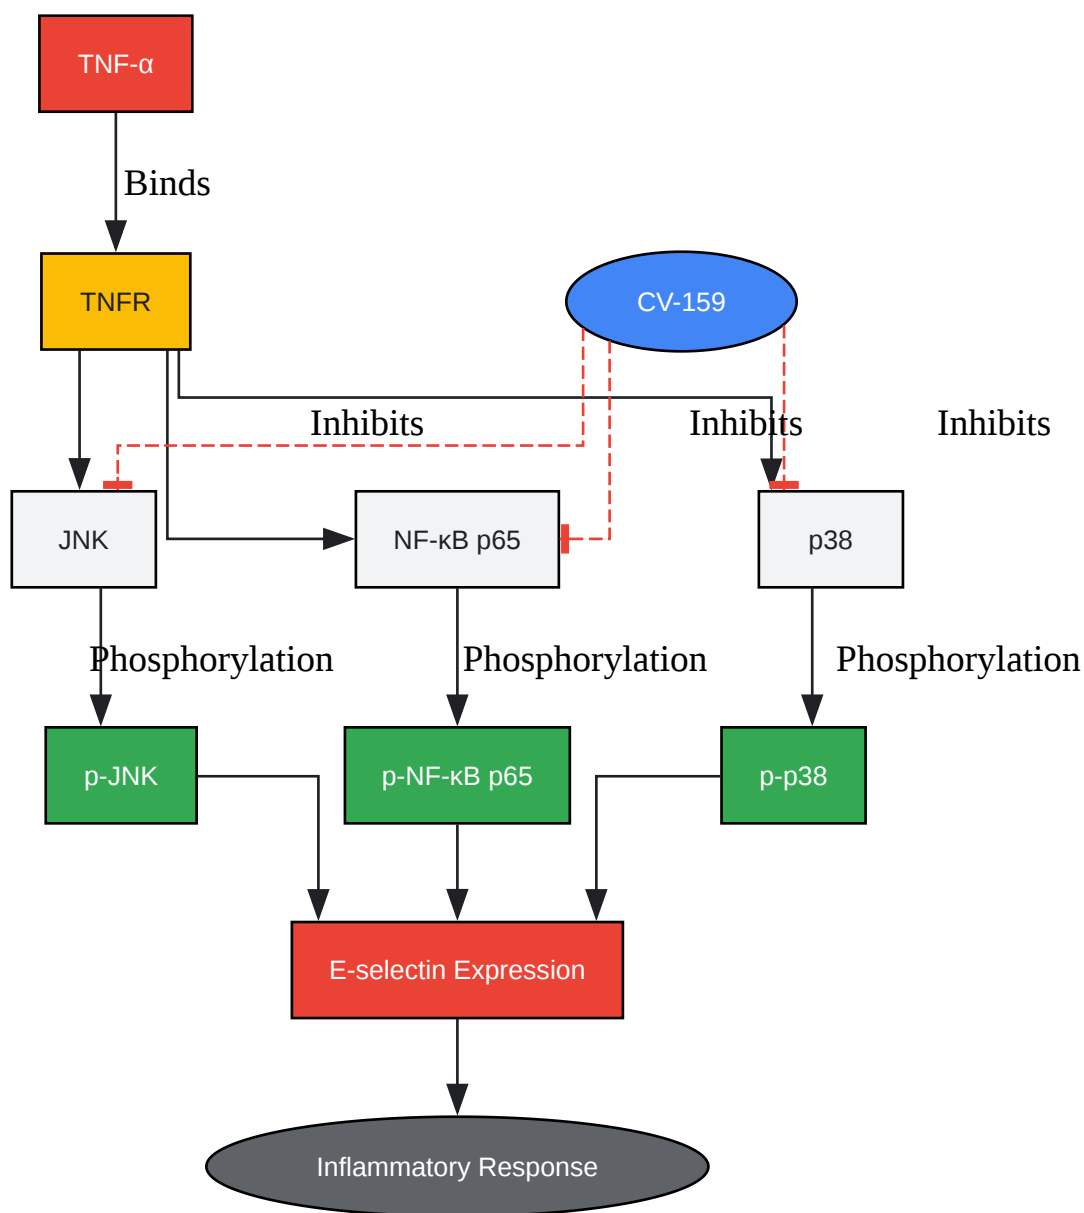 TNF-α
Binds
TNFR
CV-159
Inhibits
Inhibits
Inhibits
JNK
NF-κB p65
p38
Phosphorylation
Phosphorylation
Phosphorylation
p-JNK
p-NF-κB p65
p-p38
E-selectin Expression
Inflammatory Response